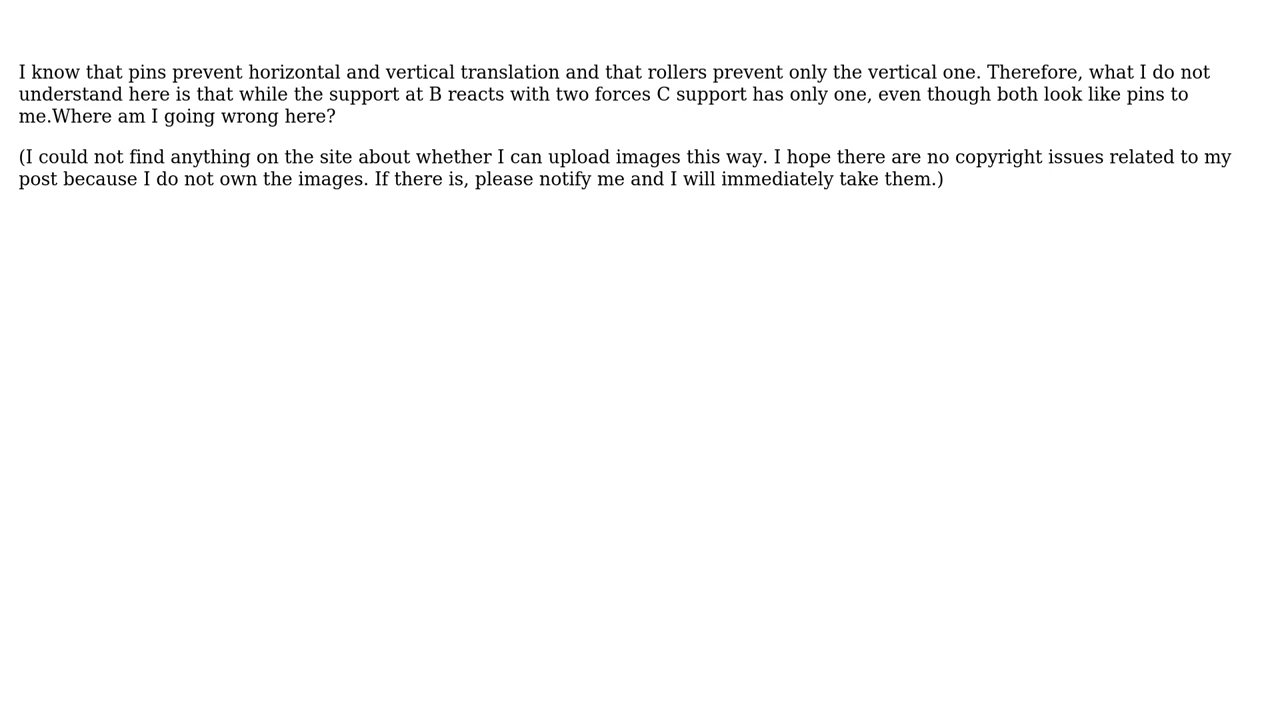 I know that pins prevent horizontal and vertical translation and that rollers prevent only the vertical one. Therefore, what I do not
understand here is that while the support at B reacts with two forces C support has only one, even though both look like pins to
me.Where am I going wrong here?
(I could not find anything on the site about whether I can upload images this way. I hope there are no copyright issues related to my
post because I do not own the images. If there is, please notify me and I will immediately take them.)